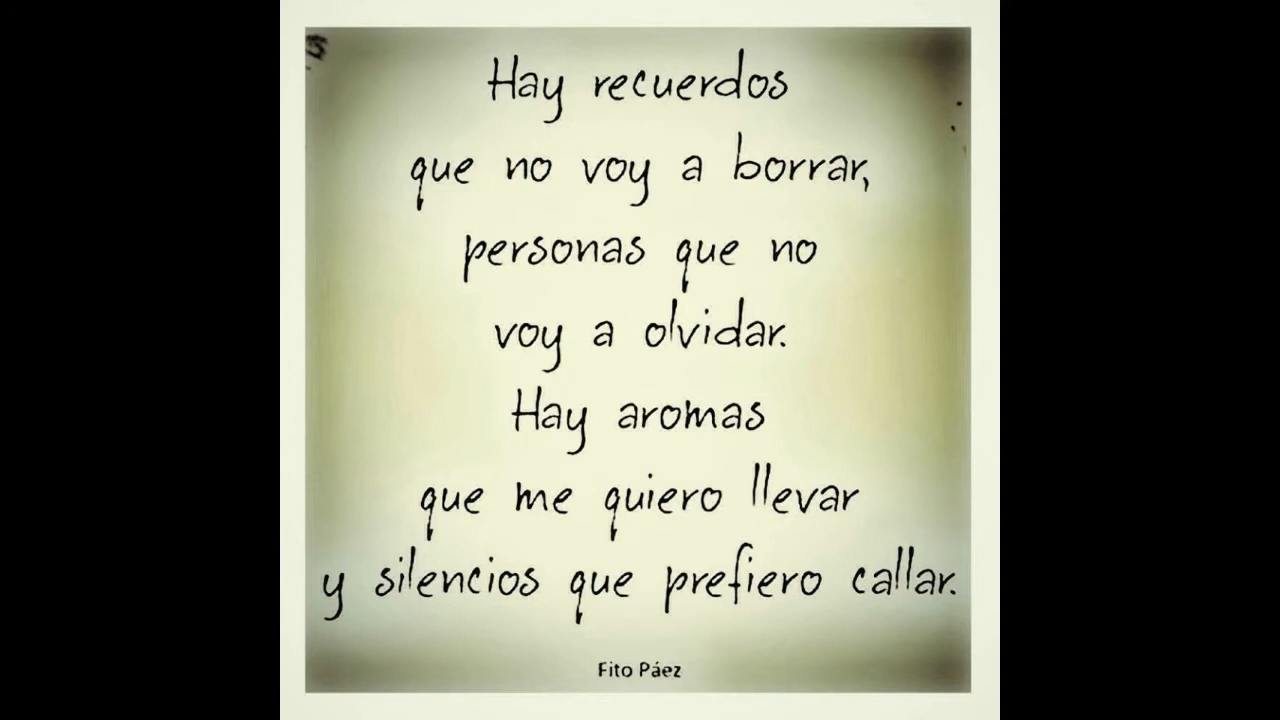 Hay recuerdos
que no voy a borrar,
personas que no
voy a olvidar.
Hay aromas
que me quiero llevar
y silencios que prefiero callar.
Fito Páez